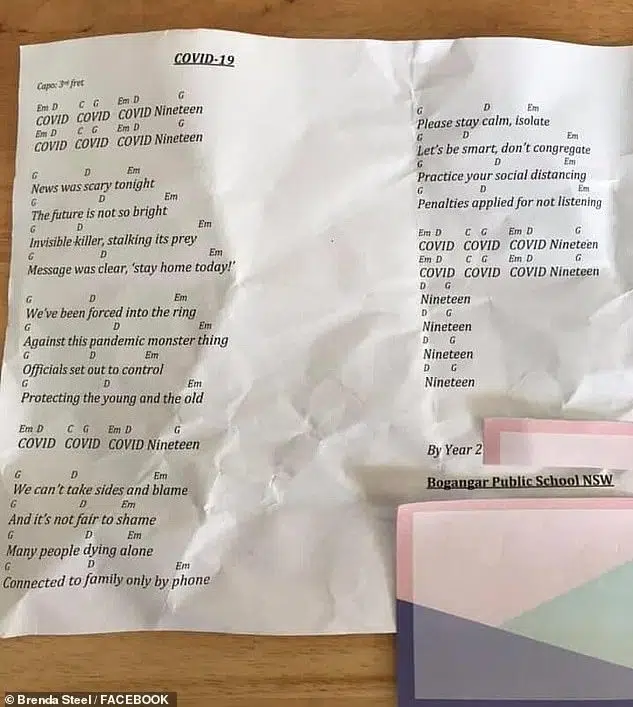 COVID-19
Capo: 3rd fret
Em D C G Em D G
COVID COVID COVID Nineteen
Em D C G Em D G
COVID COVID COVID Nineteen
G D Em
News was scary tonight
G D Em
The future is not so bright
G D Em
Invisible killer, stalking its prey
G D Em
Message was clear, 'stay home today!'
G D Em
We've been forced into the ring
G D Em
Against this pandemic monster thing
G D Em
Officials set out to control
G D Em
Protecting the young and the old
Em D C G Em D G
COVID COVID COVID Nineteen
G D Em
We can't take sides and blame
G D Em
And it's not fair to shame
G D Em
Many people dying alone
G D Em
Connected to family only by phone
G D Em
Please stay calm, isolate
G D Em
Let's be smart, don't congregate
G D Em
Practice your social distancing
G D Em
Penalties applied for not listening
Em D C G Em D G
COVID COVID COVID Nineteen
Em D C G Em D G
COVID COVID COVID Nineteen
D G
Nineteen
D G
Nineteen
D G
Nineteen
D G
Nineteen
By Year 2
Bogangar Public School NSW
© Brenda Steel / FACEBOOK